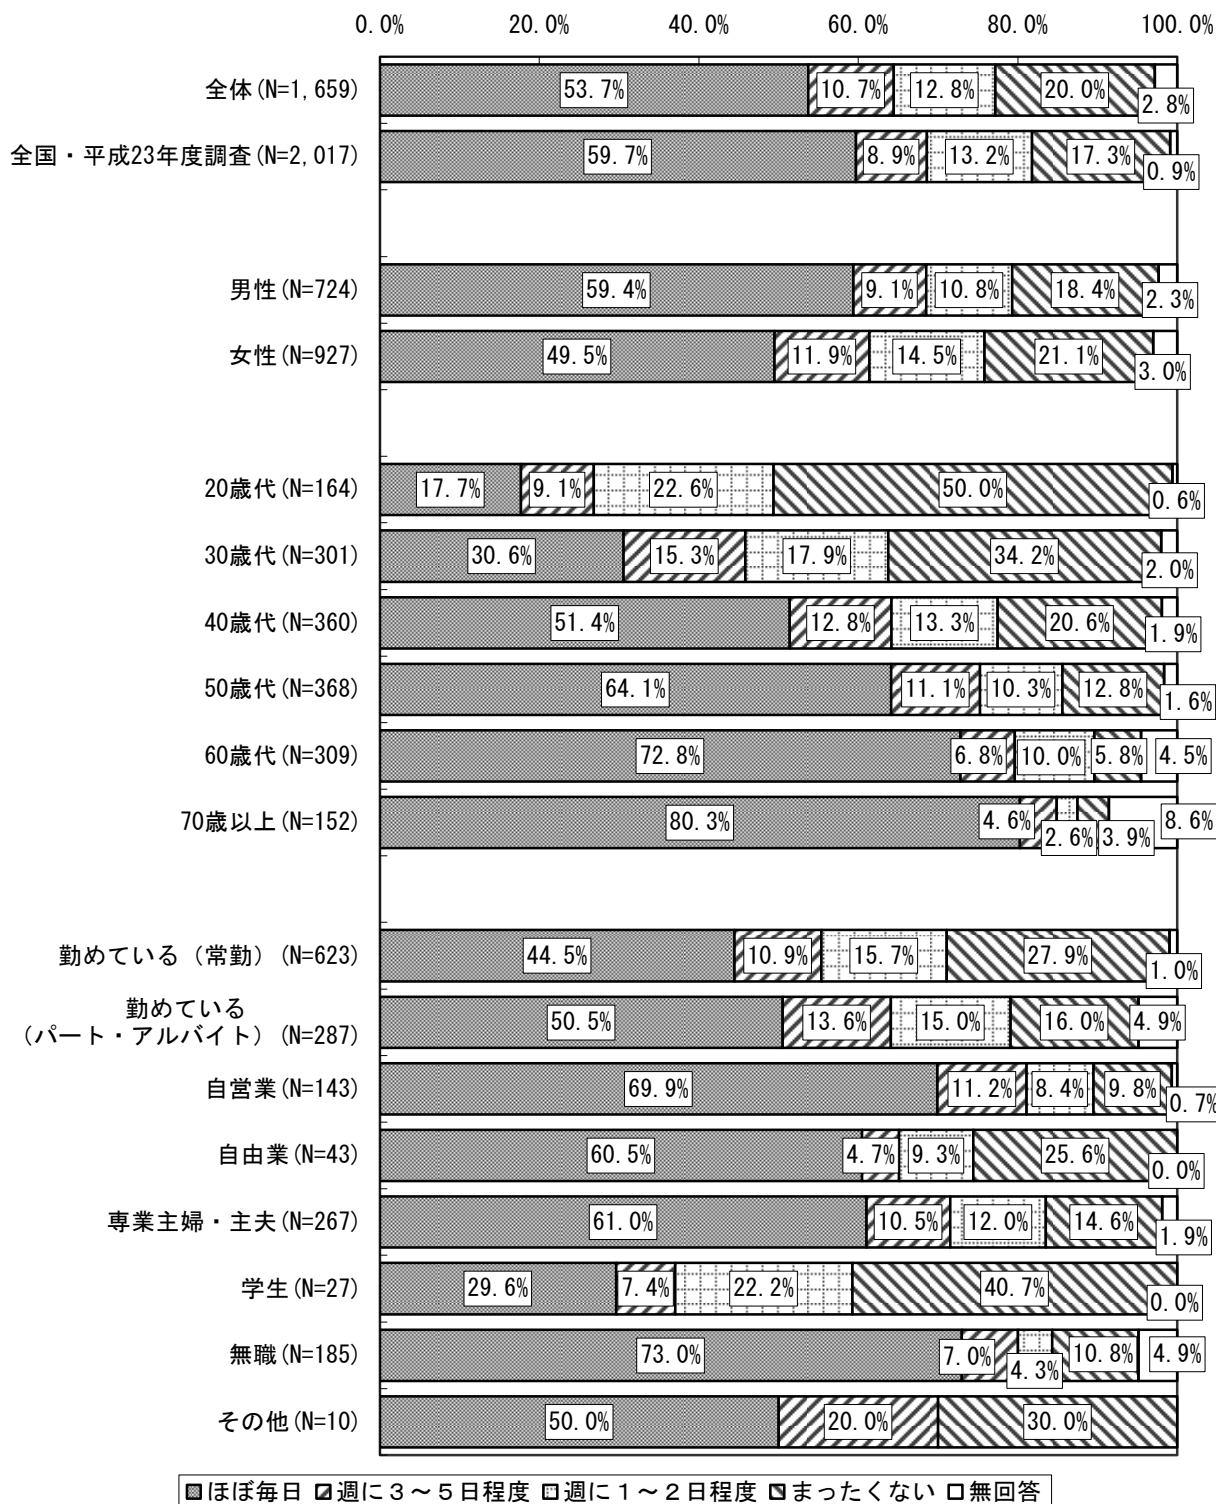 0.0% 20.0% 40.0% 60.0% 80.0% 100.0%
全体(N=1,659) 53.7% 10.7% 12.8% 20.0% 2.8%
全国・平成23年度調査(N=2,017) 59.7% 8.9% 13.2% 17.3% 0.9%
男性(N=724) 59.4% 9.1% 10.8% 18.4% 2.3%
女性(N=927) 49.5% 11.9% 14.5% 21.1% 3.0%
20歳代(N=164) 17.7% 9.1% 22.6% 50.0% 0.6%
30歳代(N=301) 30.6% 15.3% 17.9% 34.2% 2.0%
40歳代(N=360) 51.4% 12.8% 13.3% 20.6% 1.9%
50歳代(N=368) 64.1% 11.1% 10.3% 12.8% 1.6%
60歳代(N=309) 72.8% 6.8% 10.0% 5.8% 4.5%
70歳以上(N=152) 80.3% 4.6% 2.6% 3.9% 8.6%
勤めている（常勤）(N=623) 44.5% 10.9% 15.7% 27.9% 1.0%
勤めている
（パート・アルバイト）(N=287) 50.5% 13.6% 15.0% 16.0% 4.9%
自営業(N=143) 69.9% 11.2% 8.4% 9.8% 0.7%
自由業(N=43) 60.5% 4.7% 9.3% 25.6% 0.0%
専業主婦・主夫(N=267) 61.0% 10.5% 12.0% 14.6% 1.9%
学生(N=27) 29.6% 7.4% 22.2% 40.7% 0.0%
無職(N=185) 73.0% 7.0% 4.3% 10.8% 4.9%
その他(N=10) 50.0% 20.0% 30.0%
ほぼ毎日 週に３～５日程度 週に１～２日程度 まったくない 無回答